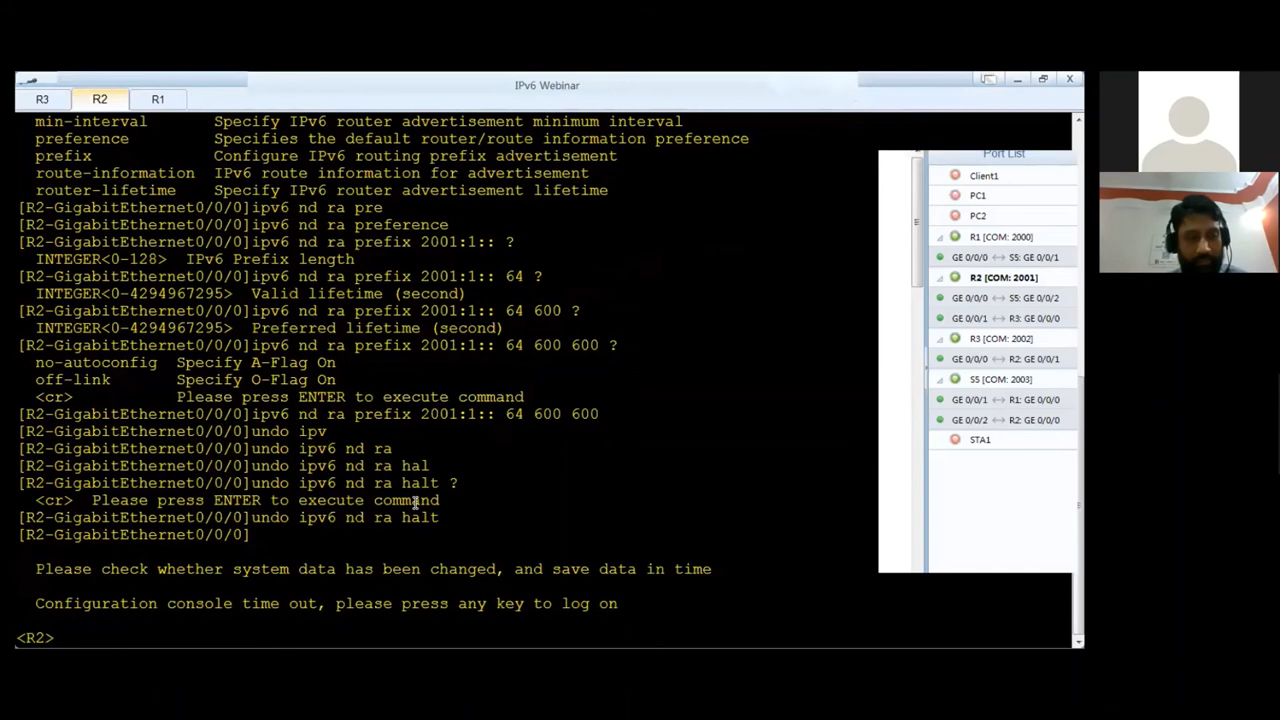 IPv6 Webinar
R3
R2
R1
min-interval Specify IPv6 router advertisement minimum interval
preference Specifies the default router/route information preference
prefix Configure IPv6 routing prefix advertisement
route-information IPv6 route information for advertisement
router-lifetime Specify IPv6 router advertisement lifetime
[R2-GigabitEthernet0/0/0]ipv6 nd ra pre
[R2-GigabitEthernet0/0/0]ipv6 nd ra preference
[R2-GigabitEthernet0/0/0]ipv6 nd ra prefix 2001:1:: ?
INTEGER<0-128> IPv6 Prefix length
[R2-GigabitEthernet0/0/0]ipv6 nd ra prefix 2001:1:: 64 ?
INTEGER<0-4294967295> Valid lifetime (second)
[R2-GigabitEthernet0/0/0]ipv6 nd ra prefix 2001:1:: 64 600 ?
INTEGER<0-4294967295> Preferred lifetime (second)
[R2-GigabitEthernet0/0/0]ipv6 nd ra prefix 2001:1:: 64 600 600 ?
no-autoconfig Specify A-Flag On
off-link Specify O-Flag On
<cr> Please press ENTER to execute command
[R2-GigabitEthernet0/0/0]ipv6 nd ra prefix 2001:1:: 64 600 600
[R2-GigabitEthernet0/0/0]undo ipv
[R2-GigabitEthernet0/0/0]undo ipv6 nd ra
[R2-GigabitEthernet0/0/0]undo ipv6 nd ra hal
[R2-GigabitEthernet0/0/0]undo ipv6 nd ra halt ?
<cr> Please press ENTER to execute command
[R2-GigabitEthernet0/0/0]undo ipv6 nd ra halt
[R2-GigabitEthernet0/0/0]
Please check whether system data has been changed, and save data in time
Configuration console time out, please press any key to log on
<R2>
Port List
Client1
PC1
PC2
R1 [COM: 2000]
GE 0/0/0 ↔ S5: GE 0/0/1
R2 [COM: 2001]
GE 0/0/0 ↔ S5: GE 0/0/2
GE 0/0/1 ↔ R3: GE 0/0/0
R3 [COM: 2002]
GE 0/0/0 ↔ R2: GE 0/0/1
S5 [COM: 2003]
GE 0/0/1 ↔ R1: GE 0/0/0
GE 0/0/2 ↔ R2: GE 0/0/0
STA1